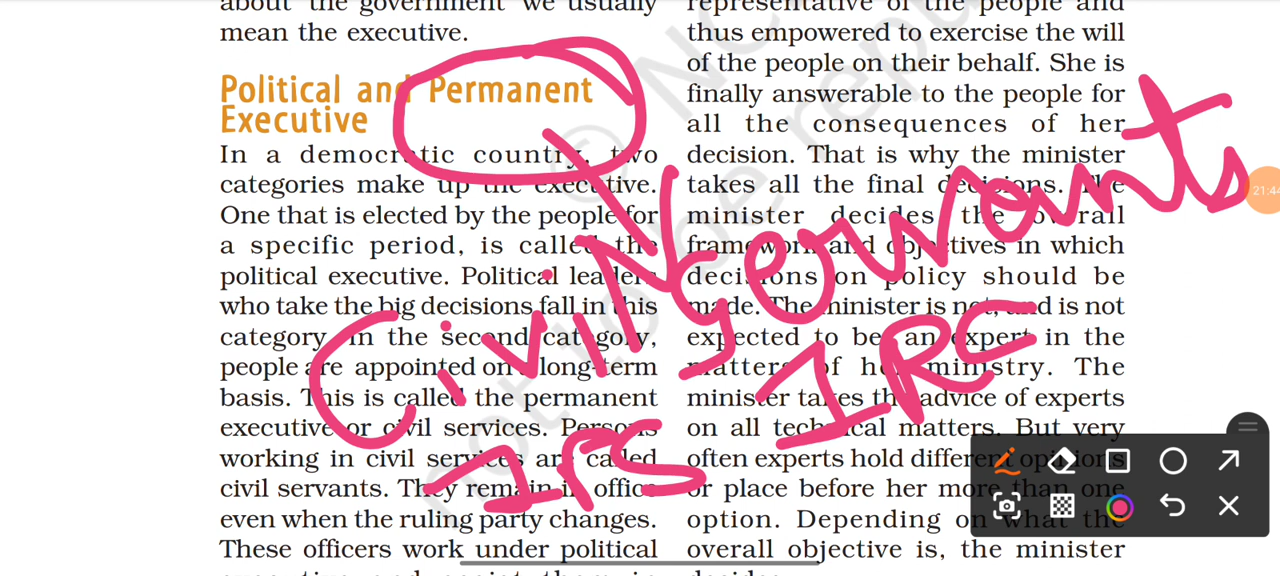 about the government we usually
mean the executive.
Political and Permanent
Executive
In a democratic country, two
categories make up the executive.
One that is elected by the people for
a specific period, is called the
political executive. Political leaders
who take the big decisions fall in this
category. In the second category,
people are appointed on a long-term
basis. This is called the permanent
executive or civil services. Persons
working in civil services are called
civil servants. They remain in office
even when the ruling party changes.
These officers work under political
representative of the people and
thus empowered to exercise the will
of the people on their behalf. She is
finally answerable to the people for
all the consequences of her
decision. That is why the minister
takes all the final decisions. The
minister decides the overall
framework and objectives in which
decisions on policy should be
made. The minister is not, and is not
expected to be, an expert in the
matters of her ministry. The
minister takes the advice of experts
on all technical matters. But very
often experts hold different opinions
or place before her more than one
option. Depending on what the
overall objective is, the minister
decides
Civil Servants
IRS
21:44